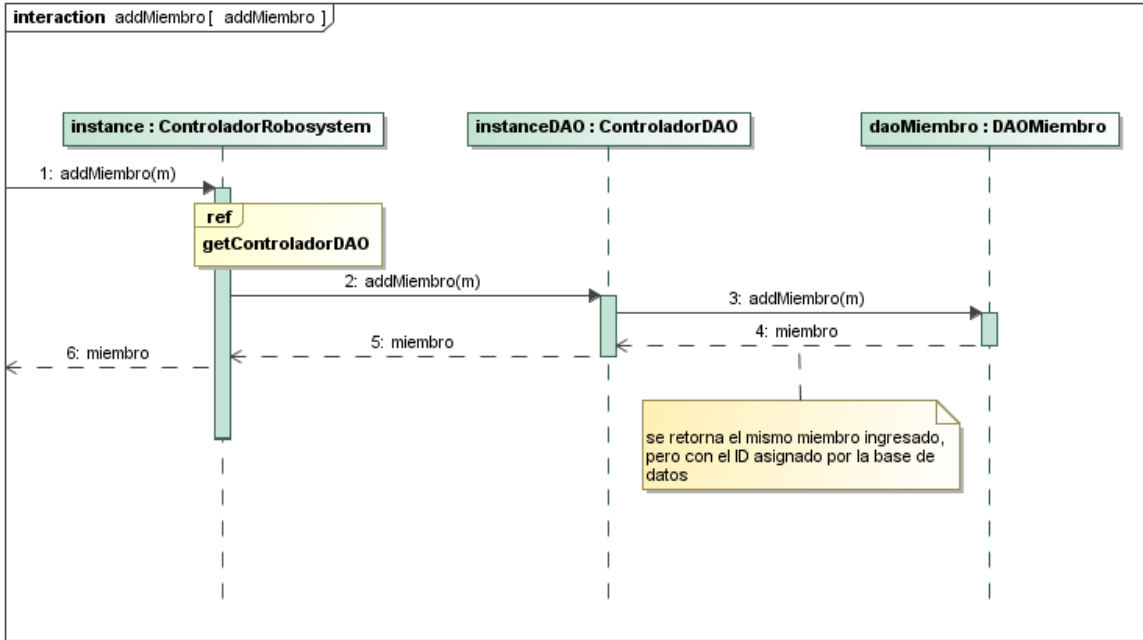 interaction addMiembro[ addMiembro ]
instance : ControladorRobosystem
instanceDAO : ControladorDAO
daoMiembro : DAOMiembro
1: addMiembro(m)
ref
getControladorDAO
2: addMiembro(m)
3: addMiembro(m)
4: miembro
5: miembro
6: miembro
se retorna el mismo miembro ingresado,
pero con el ID asignado por la base de
datos